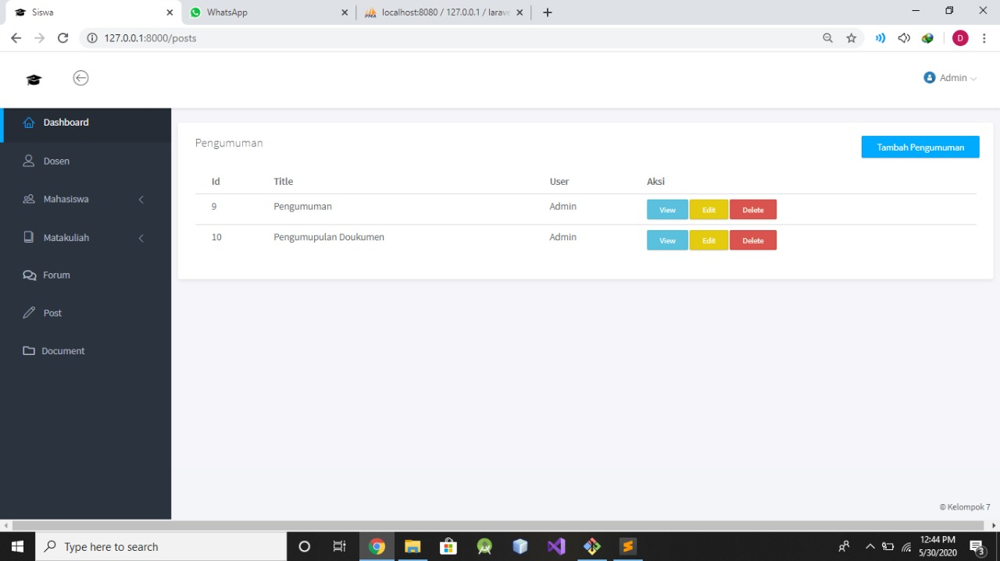 Siswa
WhatsApp
localhost:8080 / 127.0.0.1 / larave
127.0.0.1:8000/posts
D
Admin
Dashboard
Dosen
Mahasiswa
Matakuliah
Forum
Post
Document
Pengumuman
Tambah Pengumuman
Id Title User Aksi
9 Pengumuman Admin View Edit Delete
10 Pengumupulan Doukumen Admin View Edit Delete
© Kelompok 7
Type here to search
12:44 PM
5/30/2020
3